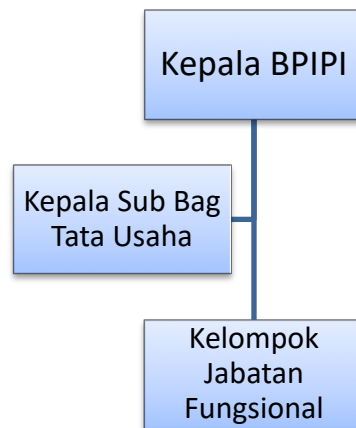 Kepala BPIPI
Kepala Sub Bag
Tata Usaha
Kelompok
Jabatan
Fungsional